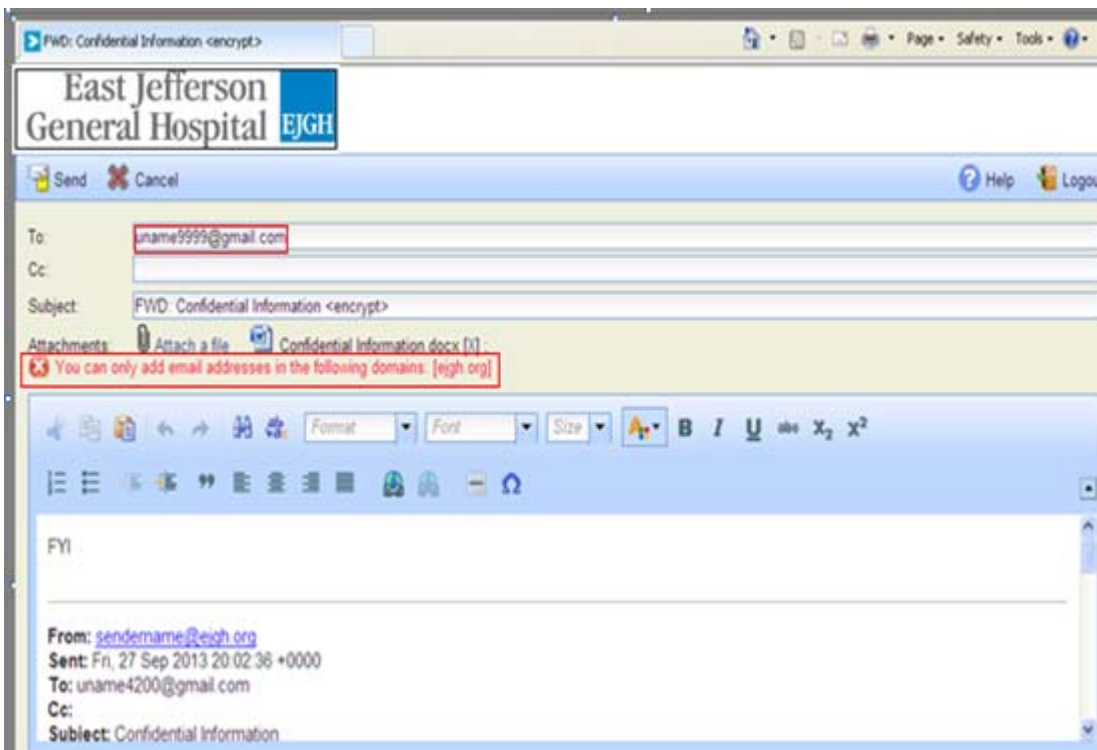 FWD: Confidential Information <encrypt>
Page Safety Tools
East Jefferson
General Hospital EJGH
Send Cancel Help Logou
To: uname9999@gmail.com
Cc:
Subject: FWD: Confidential Information <encrypt>
Attachments: Attach a file Confidential Information.docx [X]
You can only add email addresses in the following domains: [ejgh.org]
Format Font Size A B I U abc X₂ X²
Ω
FYI
From: sendername@ejgh.org
Sent: Fri, 27 Sep 2013 20:02:36 +0000
To: uname4200@gmail.com
Cc:
Subject: Confidential Information